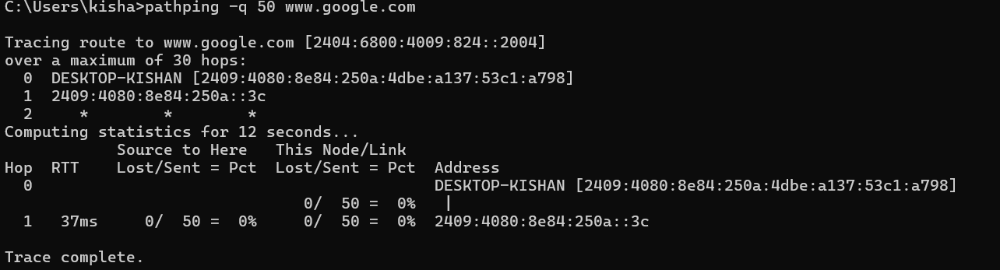 C:\Users\kisha>pathping -q 50 www.google.com
Tracing route to www.google.com [2404:6800:4009:824::2004]
over a maximum of 30 hops:
  0  DESKTOP-KISHAN [2409:4080:8e84:250a:4dbe:a137:53c1:a798]
  1  2409:4080:8e84:250a::3c
  2     *        *        *
Computing statistics for 12 seconds...
            Source to Here   This Node/Link
Hop  RTT    Lost/Sent = Pct  Lost/Sent = Pct  Address
  0                                           DESKTOP-KISHAN [2409:4080:8e84:250a:4dbe:a137:53c1:a798]
                                0/  50 =  0%   |
  1   37ms     0/  50 =  0%     0/  50 =  0%  2409:4080:8e84:250a::3c
Trace complete.